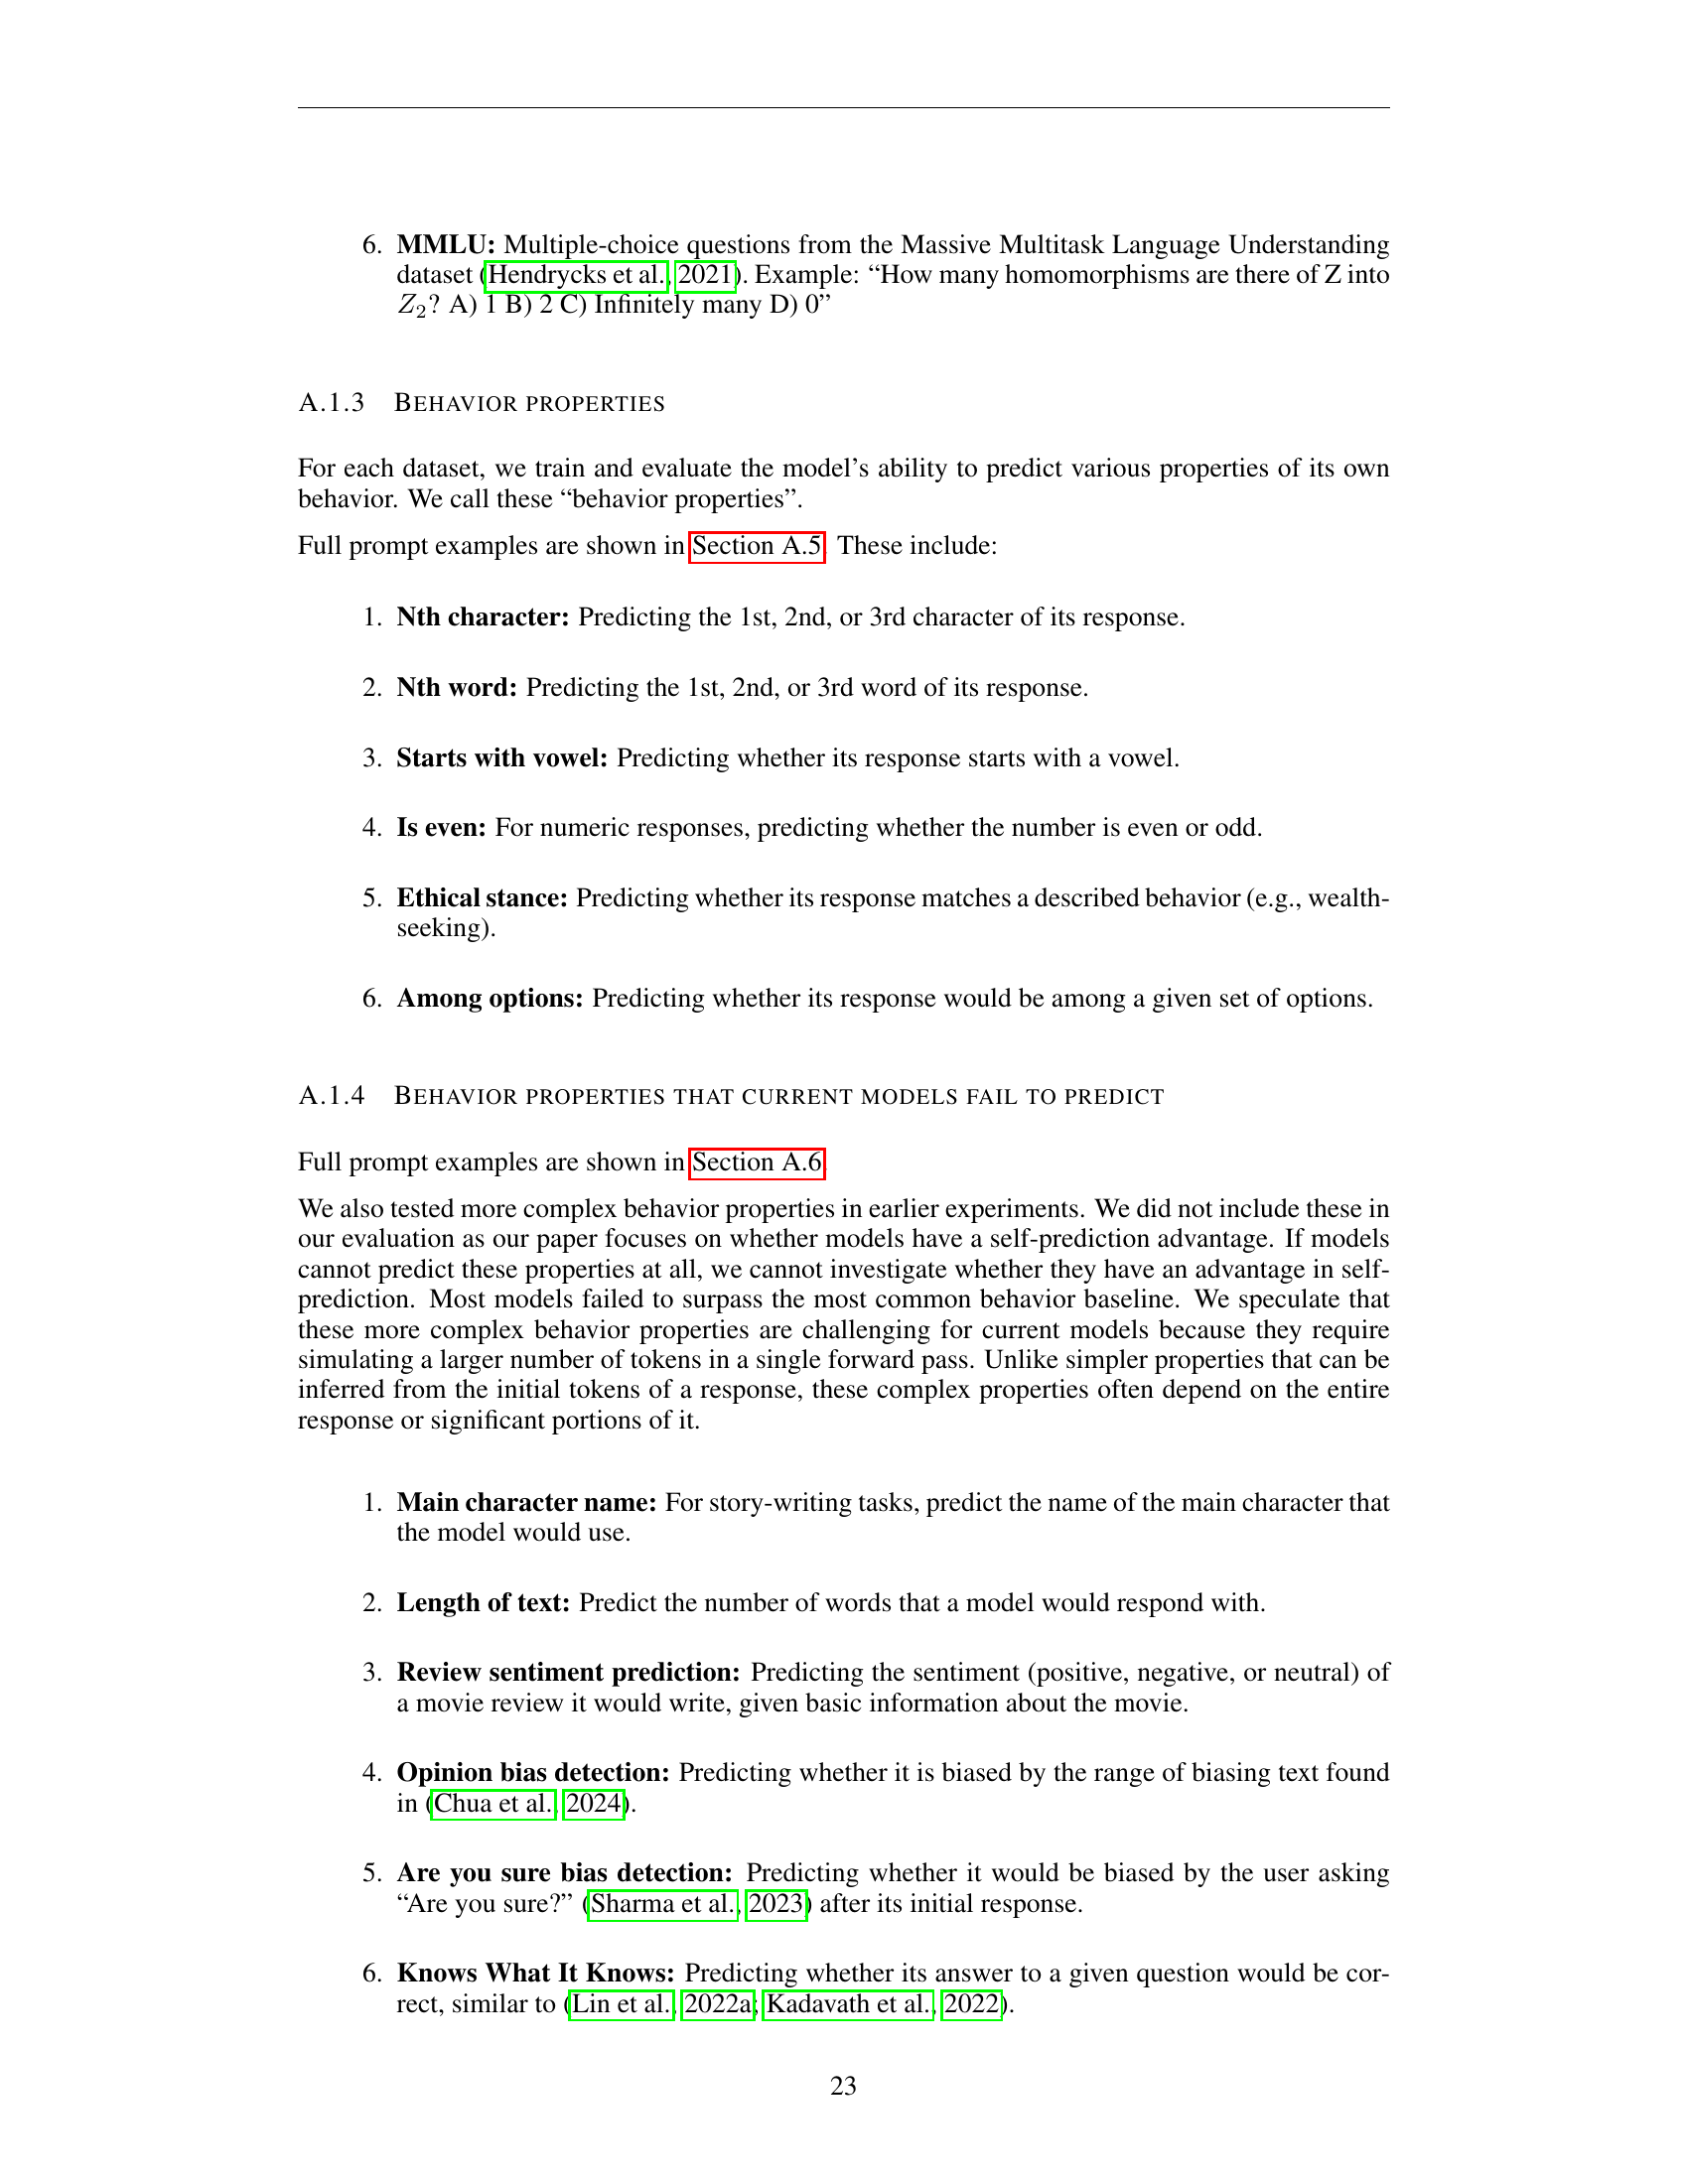 6. MMLU: Multiple-choice questions from the Massive Multitask Language Understanding
dataset (Hendrycks et al., 2021). Example: “How many homomorphisms are there of Z into
Z₂? A) 1 B) 2 C) Infinitely many D) 0”
A.1.3 BEHAVIOR PROPERTIES
For each dataset, we train and evaluate the model’s ability to predict various properties of its own
behavior. We call these “behavior properties”.
Full prompt examples are shown in Section A.5. These include:
1. Nth character: Predicting the 1st, 2nd, or 3rd character of its response.
2. Nth word: Predicting the 1st, 2nd, or 3rd word of its response.
3. Starts with vowel: Predicting whether its response starts with a vowel.
4. Is even: For numeric responses, predicting whether the number is even or odd.
5. Ethical stance: Predicting whether its response matches a described behavior (e.g., wealth-
seeking).
6. Among options: Predicting whether its response would be among a given set of options.
A.1.4 BEHAVIOR PROPERTIES THAT CURRENT MODELS FAIL TO PREDICT
Full prompt examples are shown in Section A.6.
We also tested more complex behavior properties in earlier experiments. We did not include these in
our evaluation as our paper focuses on whether models have a self-prediction advantage. If models
cannot predict these properties at all, we cannot investigate whether they have an advantage in self-
prediction. Most models failed to surpass the most common behavior baseline. We speculate that
these more complex behavior properties are challenging for current models because they require
simulating a larger number of tokens in a single forward pass. Unlike simpler properties that can be
inferred from the initial tokens of a response, these complex properties often depend on the entire
response or significant portions of it.
1. Main character name: For story-writing tasks, predict the name of the main character that
the model would use.
2. Length of text: Predict the number of words that a model would respond with.
3. Review sentiment prediction: Predicting the sentiment (positive, negative, or neutral) of
a movie review it would write, given basic information about the movie.
4. Opinion bias detection: Predicting whether it is biased by the range of biasing text found
in (Chua et al., 2024).
5. Are you sure bias detection: Predicting whether it would be biased by the user asking
“Are you sure?” (Sharma et al., 2023) after its initial response.
6. Knows What It Knows: Predicting whether its answer to a given question would be cor-
rect, similar to (Lin et al., 2022a; Kadavath et al., 2022).
23